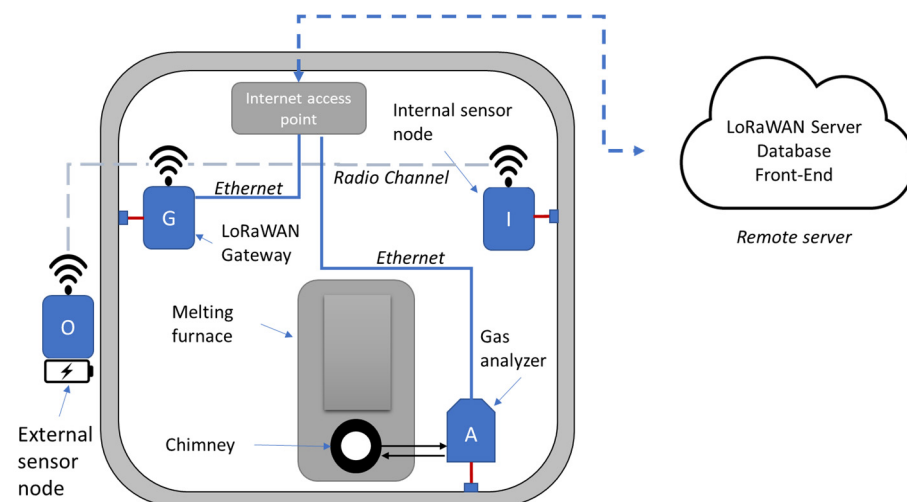 Internet access
point
Internal sensor
node
LoRaWAN Server
Database
Front-End
Remote server
Ethernet
Radio Channel
G
I
LoRaWAN
Gateway
Ethernet
O
Melting
furnace
Gas
analyzer
A
Chimney
External
sensor
node